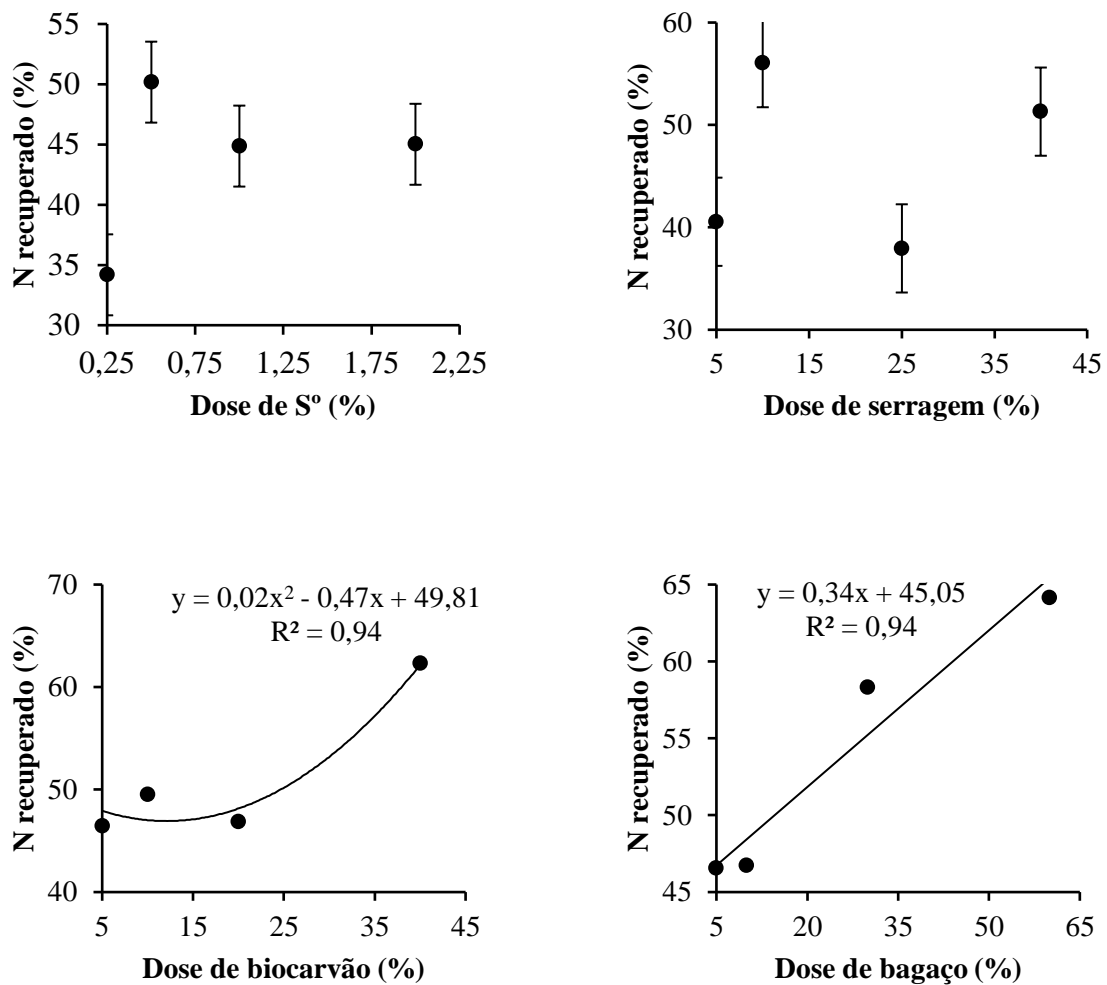 55
50
45
40
35
30
N recuperado (%)
0,25 0,75 1,25 1,75 2,25
Dose de Sº (%)
60
50
40
30
N recuperado (%)
5 15 25 35 45
Dose de serragem (%)
70
60
50
40
N recuperado (%)
y = 0,02x² - 0,47x + 49,81
R² = 0,94
5 15 25 35 45
Dose de biocarvão (%)
65
60
55
50
45
N recuperado (%)
y = 0,34x + 45,05
R² = 0,94
5 20 35 50 65
Dose de bagaço (%)